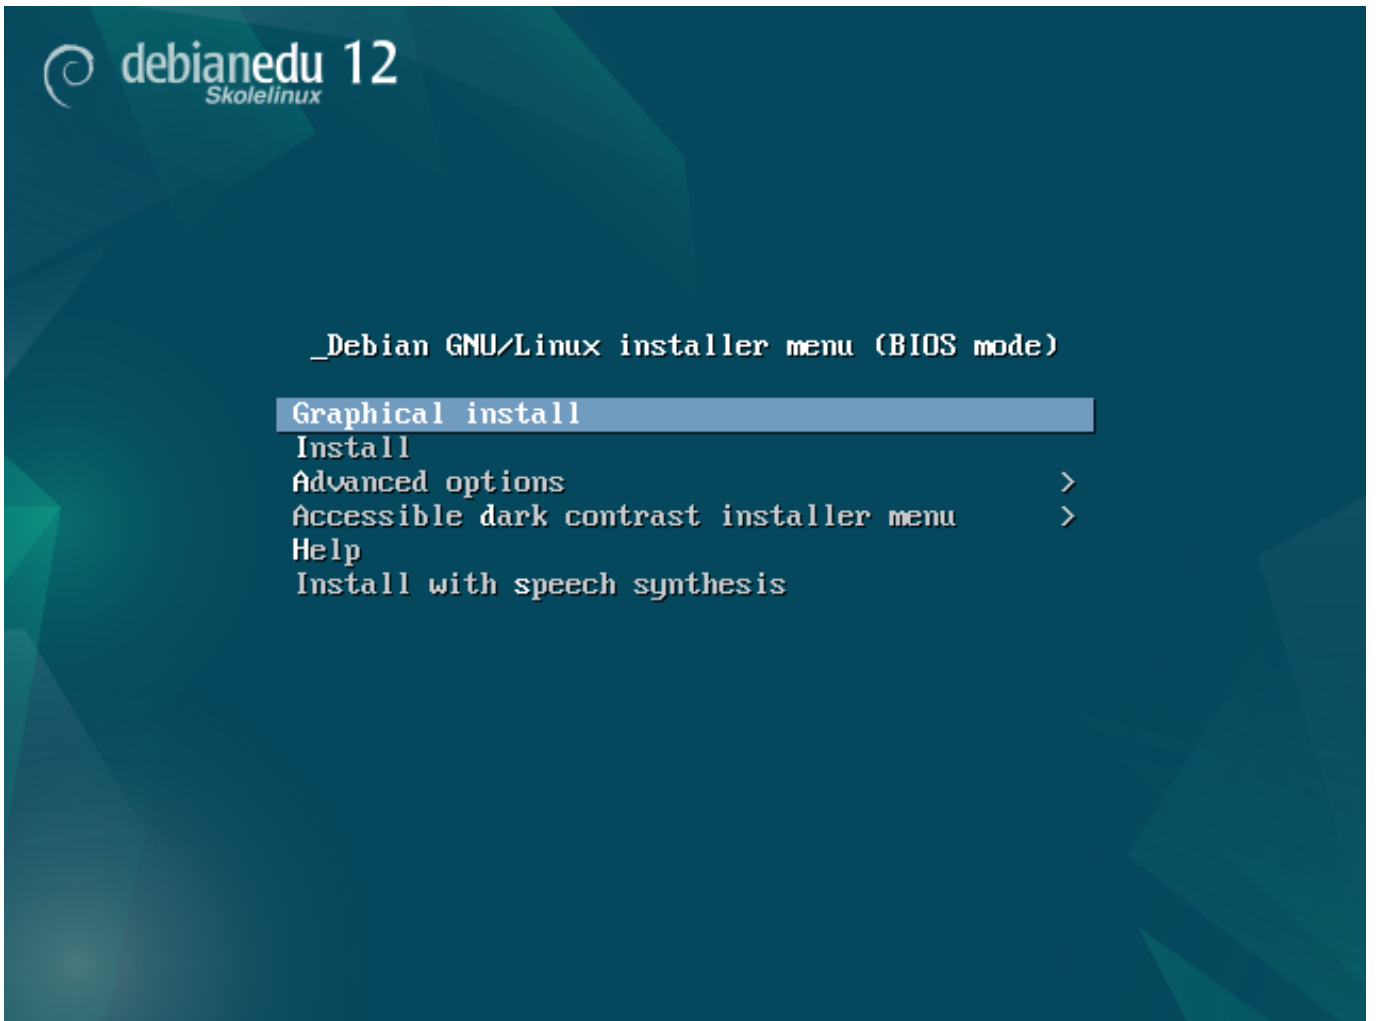 debianedu 12
Skolelinux
_Debian GNU/Linux installer menu (BIOS mode)
Graphical install
Install
Advanced options >
Accessible dark contrast installer menu >
Help
Install with speech synthesis